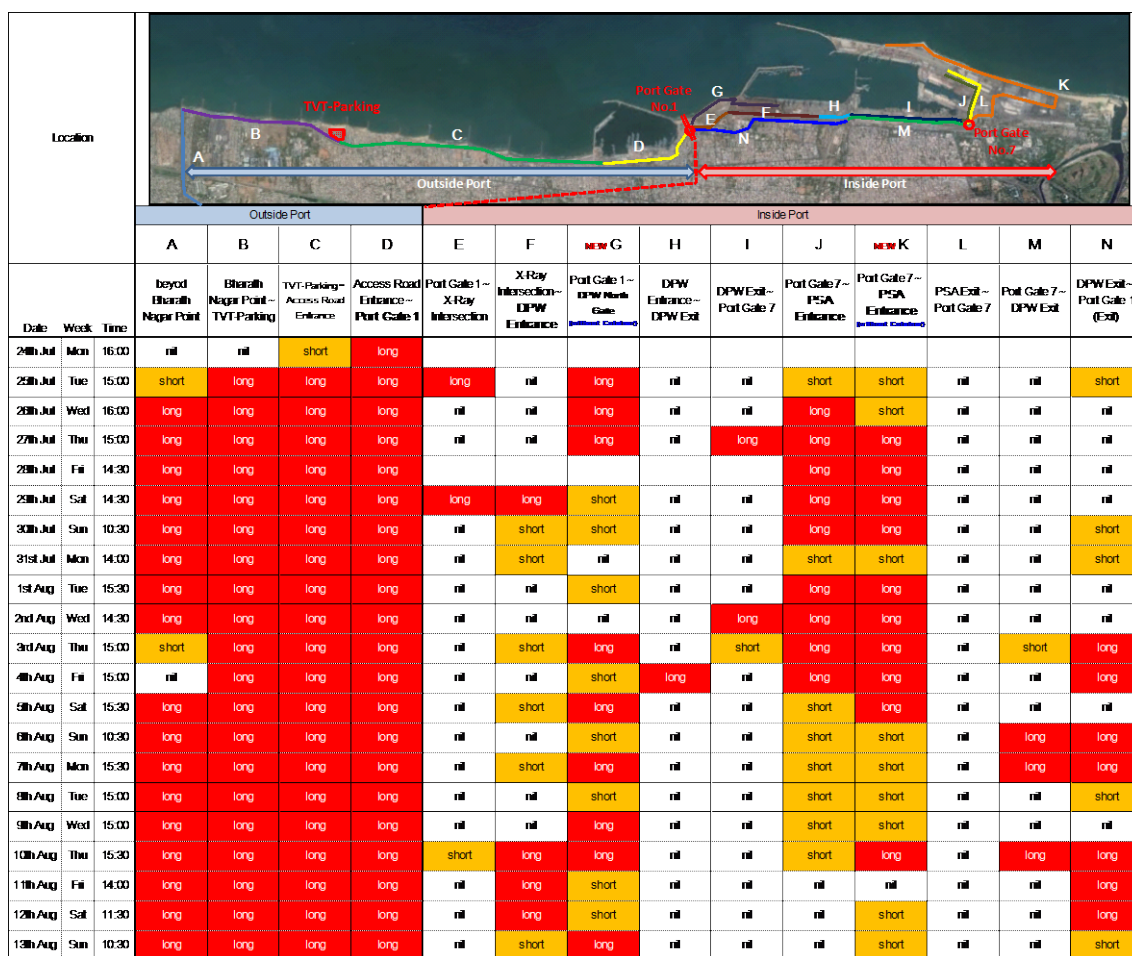 Location
TVT-Parking
Port Gate
No.1
A
B
C
D
E
F
G
H
I
J
K
L
M
N
Port Gate
No.7
Outside Port
Inside Port
Outside Port Inside Port
A B C D E F NEW G H I J NEW K L M N
Date Week Time
beyod Bharath Nagar Point
Bharath Nagar Point ~ TVT-Parking
TVT-Parking ~ Access Road Entrance
Access Road Entrance ~ Port Gate 1
Port Gate 1 ~ X-Ray Intersection
X-Ray Intersection ~ DPW Entrance
Port Gate 1 ~ DPW North Gate
DPW Entrance ~ DPW Exit
DPW Exit ~ Port Gate 7
Port Gate 7 ~ PSA Entrance
Port Gate 7 ~ PSA Entrance
PSA Exit ~ Port Gate 7
Port Gate 7 ~ DPW Exit
DPW Exit ~ Port Gate 1 (Exit)
24th Jul Mon 16:00 nil nil short long
25th Jul Tue 15:00 short long long long long nil long nil nil short short nil nil short
26th Jul Wed 16:00 long long long long nil nil long nil nil long short nil nil nil
27th Jul Thu 15:00 long long long long nil nil long nil long long long nil nil nil
28th Jul Fri 14:30 long long long long long long nil nil nil
29th Jul Sat 14:30 long long long long long long short nil nil long long nil nil nil
30th Jul Sun 10:30 long long long long nil short short nil nil long long nil nil short
31st Jul Mon 14:00 long long long long nil short nil nil nil short short nil nil short
1st Aug Tue 15:30 long long long long nil nil short nil nil long long nil nil nil
2nd Aug Wed 14:30 long long long long nil nil nil nil long long long nil nil nil
3rd Aug Thu 15:00 short long long long nil short long nil short long long nil short long
4th Aug Fri 15:00 nil long long long nil nil short long nil long long nil nil long
5th Aug Sat 15:30 long long long long nil short short nil nil short long nil nil nil
6th Aug Sun 10:30 long long long long nil nil short nil nil short short nil long long
7th Aug Mon 15:30 long long long long nil short long nil nil short short nil long long
8th Aug Tue 15:00 long long long long nil nil short nil nil short short nil nil short
9th Aug Wed 15:00 long long long long nil nil long nil nil short short nil nil nil
10th Aug Thu 15:30 long long long long short long long nil nil short long nil long long
11th Aug Fri 14:00 long long long long nil long short nil nil nil nil nil nil long
12th Aug Sat 11:30 long long long long nil long short nil nil nil short nil nil long
13th Aug Sun 10:30 long long long long nil short long nil nil nil short nil nil short